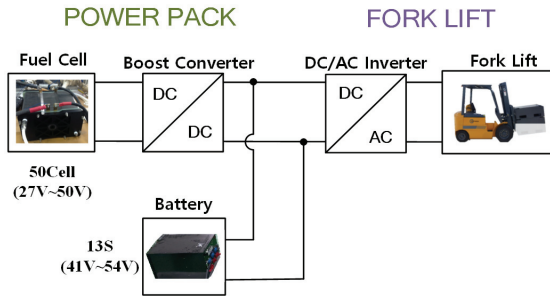 POWER PACK
FORK LIFT
Fuel Cell
Boost Converter
DC/AC Inverter
Fork Lift
DC
DC
DC
AC
50Cell
(27V~50V)
Battery
13S
(41V~54V)